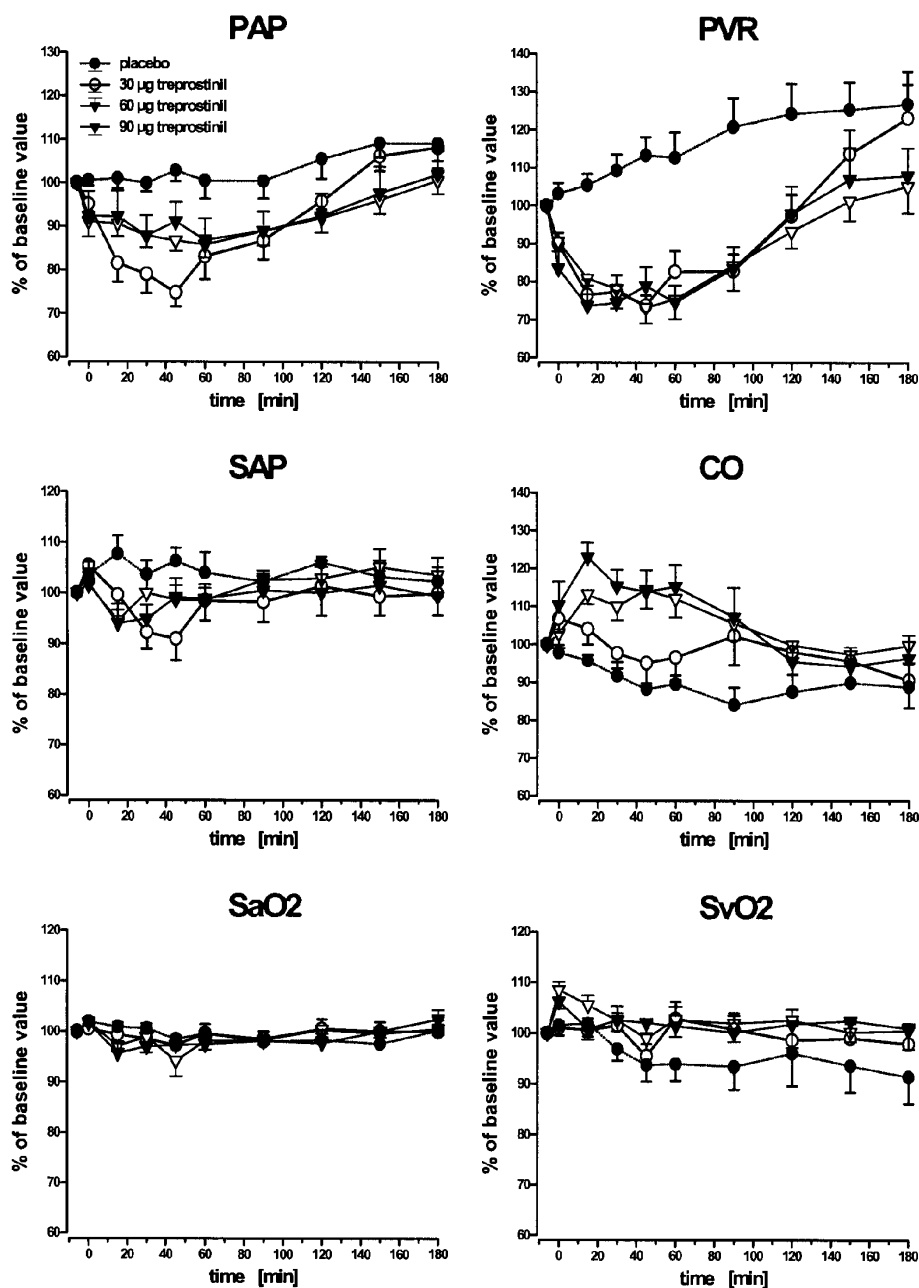 PAP
placebo
30 µg treprostinil
60 µg treprostinil
90 µg treprostinil
% of baseline value
130
120
110
100
90
80
70
60
0 20 40 60 80 100 120 140 160 180
time [min]
PVR
% of baseline value
140
130
120
110
100
90
80
70
60
0 20 40 60 80 100 120 140 160 180
time [min]
SAP
% of baseline value
120
110
100
90
80
70
60
0 20 40 60 80 100 120 140 160 180
time [min]
CO
% of baseline value
140
130
120
110
100
90
80
70
60
0 20 40 60 80 100 120 140 160 180
time [min]
SaO2
% of baseline value
120
110
100
90
80
70
60
0 20 40 60 80 100 120 140 160 180
time [min]
SvO2
% of baseline value
120
110
100
90
80
70
60
0 20 40 60 80 100 120 140 160 180
time [min]